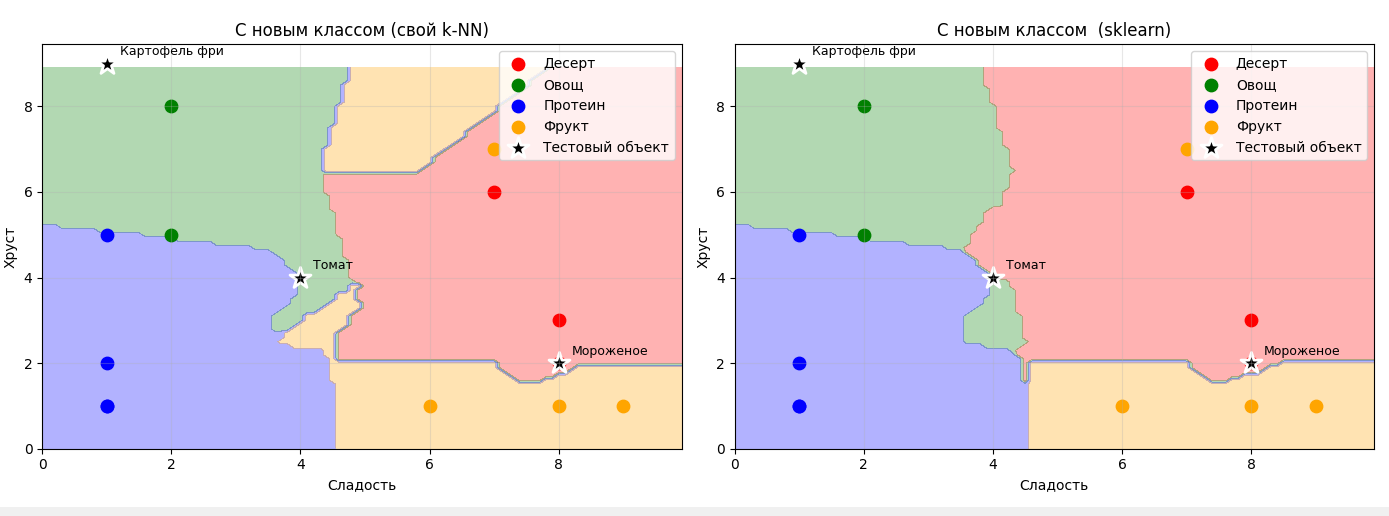 С новым классом (свой k-NN)
Картофель фри
Десерт
Овощ
Протеин
Фрукт
Тестовый объект
Томат
Мороженое
Хруст
8
6
4
2
0
0 2 4 6 8
Сладость
С новым классом (sklearn)
Картофель фри
Десерт
Овощ
Протеин
Фрукт
Тестовый объект
Томат
Мороженое
Хруст
8
6
4
2
0
0 2 4 6 8
Сладость